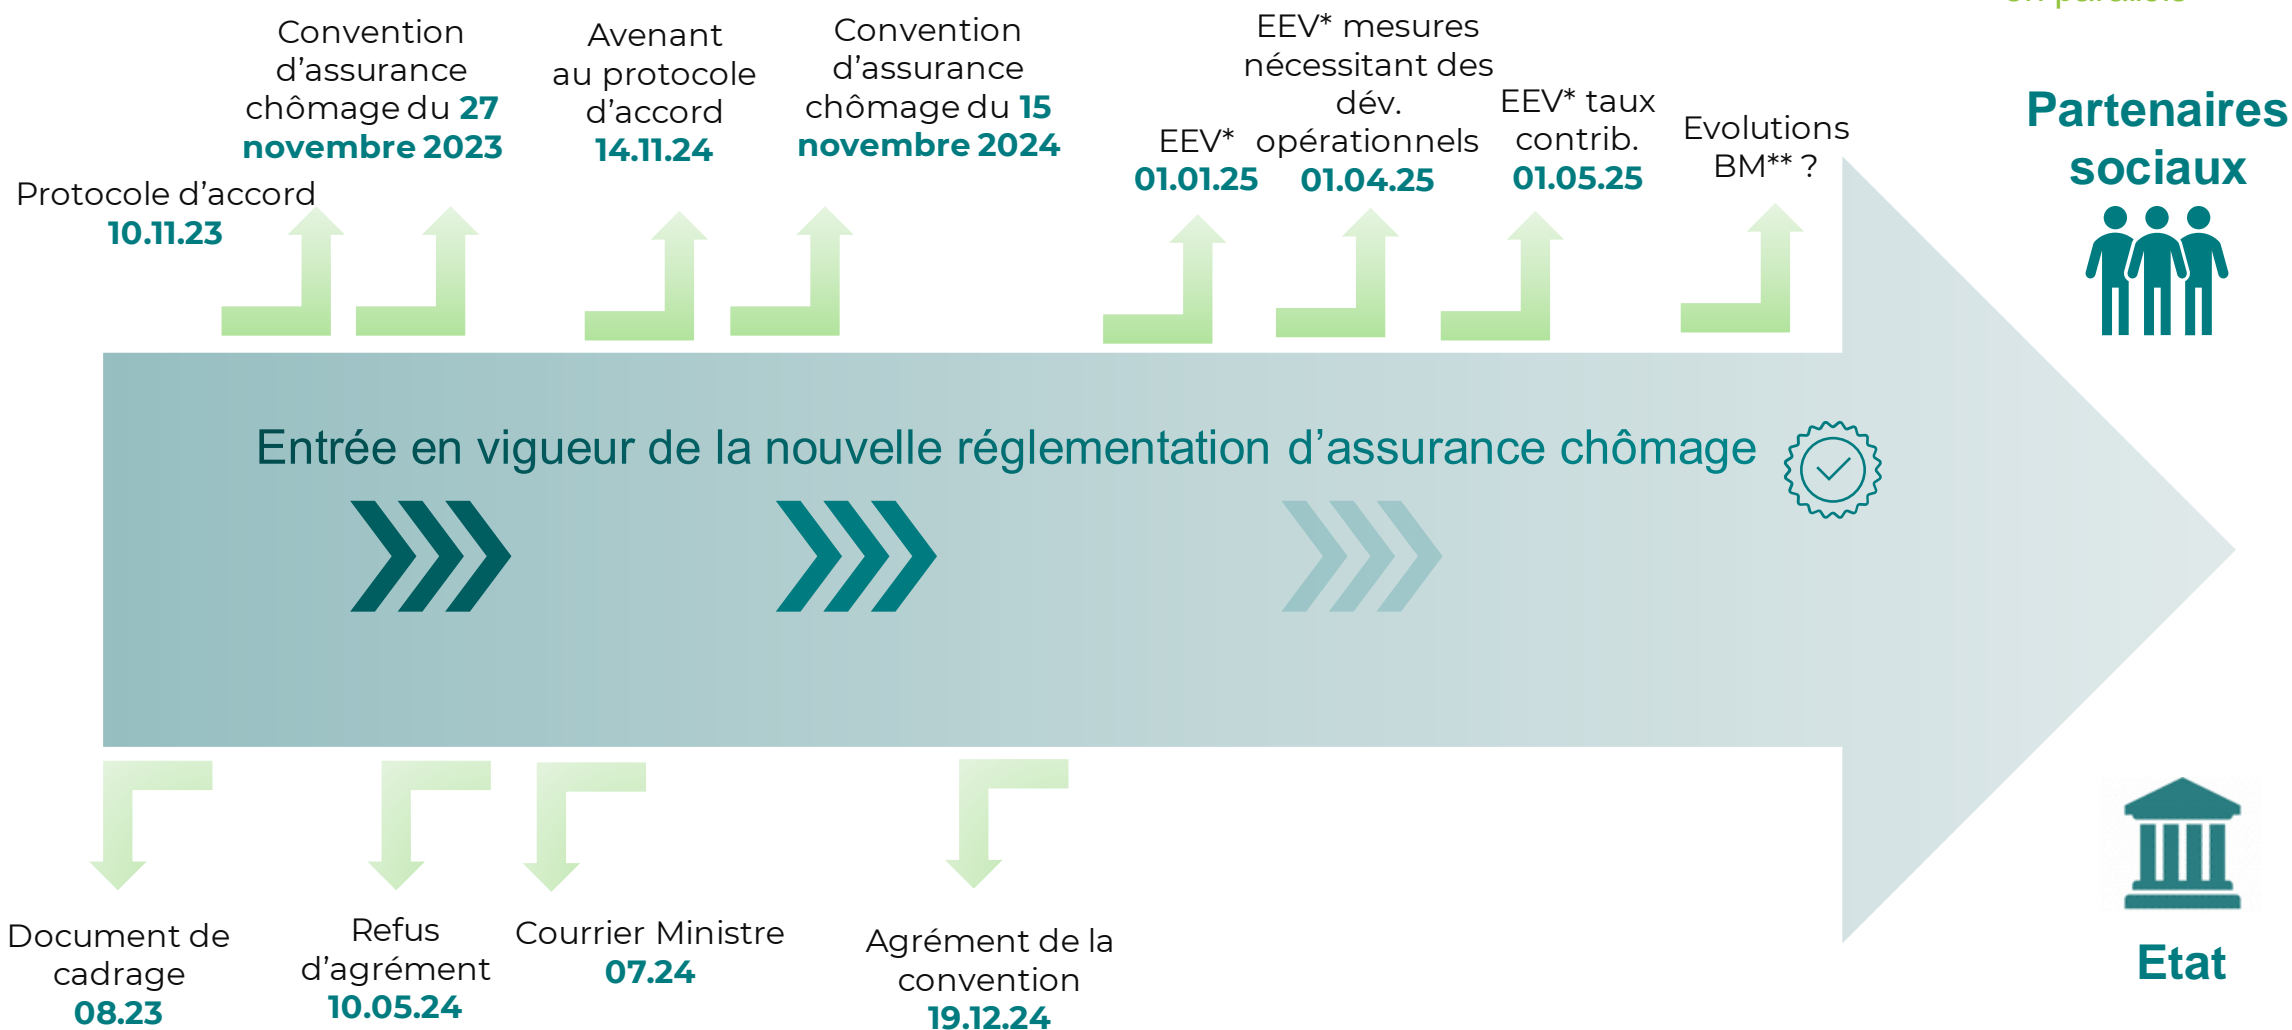 en parallèle
Convention
d’assurance
chômage du 27
novembre 2023
Avenant
au protocole
d’accord
14.11.24
Convention
d’assurance
chômage du 15
novembre 2024
EEV* mesures
nécessitant des
dév.
opérationnels
01.04.25
EEV*
01.01.25
EEV* taux
contrib.
01.05.25
Evolutions
BM** ?
Partenaires
sociaux
Protocole d’accord
10.11.23
Entrée en vigueur de la nouvelle réglementation d’assurance chômage
Document de
cadrage
08.23
Refus
d’agrément
10.05.24
Courrier Ministre
07.24
Agrément de la
convention
19.12.24
Etat